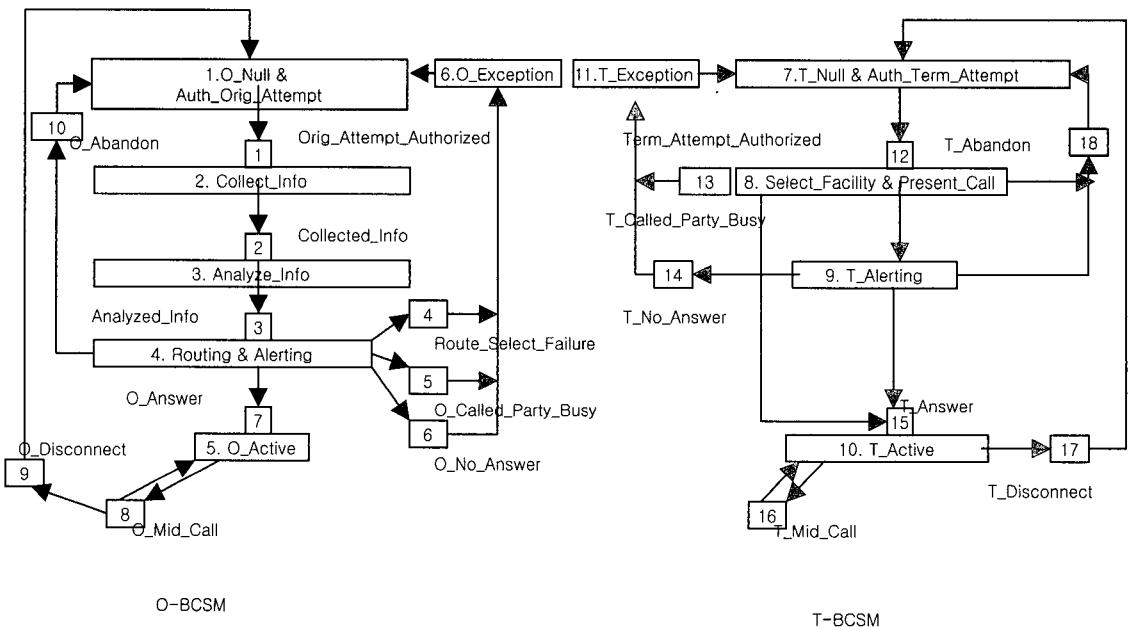 1.O_Null &
Auth_Orig_Attempt
6.O_Exception
10
O_Abandon
Orig_Attempt_Authorized
1
2. Collect_Info
Collected_Info
2
3. Analyze_Info
Analyzed_Info
3
4
Route_Select_Failure
4. Routing & Alerting
5
O_Called_Party_Busy
O_Answer
7
6
O_No_Answer
5. O_Active
O_Disconnect
9
8
O_Mid_Call
O-BCSM
11.T_Exception
7.T_Null & Auth_Term_Attempt
Term_Attempt_Authorized
12
T_Abandon
18
13
8. Select_Facility & Present_Call
T_Called_Party_Busy
14
9. T_Alerting
T_No_Answer
T_Answer
15
10. T_Active
17
T_Disconnect
16
T_Mid_Call
T-BCSM